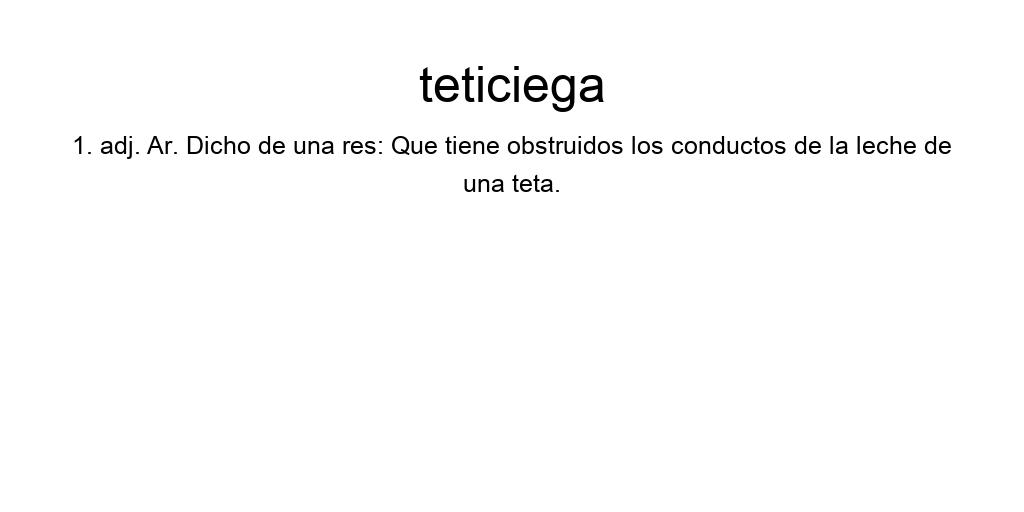 teticiega
1. adj. Ar. Dicho de una res: Que tiene obstruidos los conductos de la leche de
una teta.